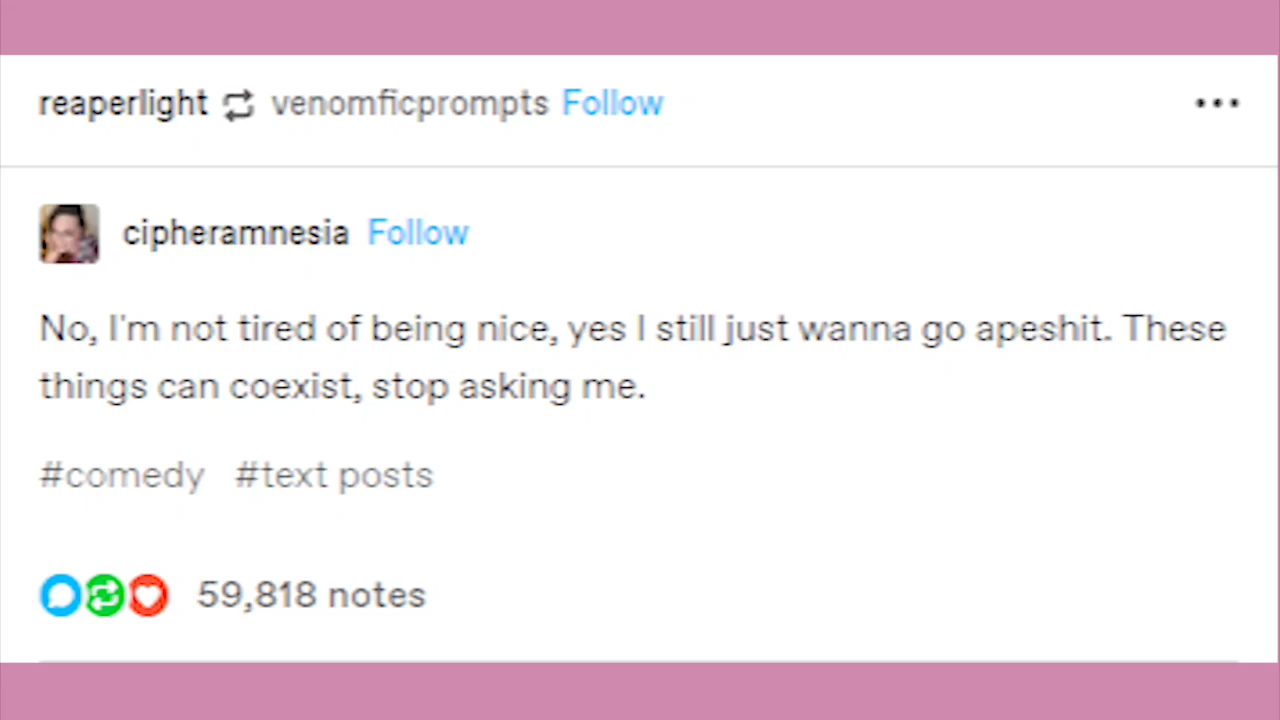 reaperlight venomficprompts Follow
cipheramnesia Follow
No, I'm not tired of being nice, yes I still just wanna go apeshit. These
things can coexist, stop asking me.
#comedy #text posts
59,818 notes